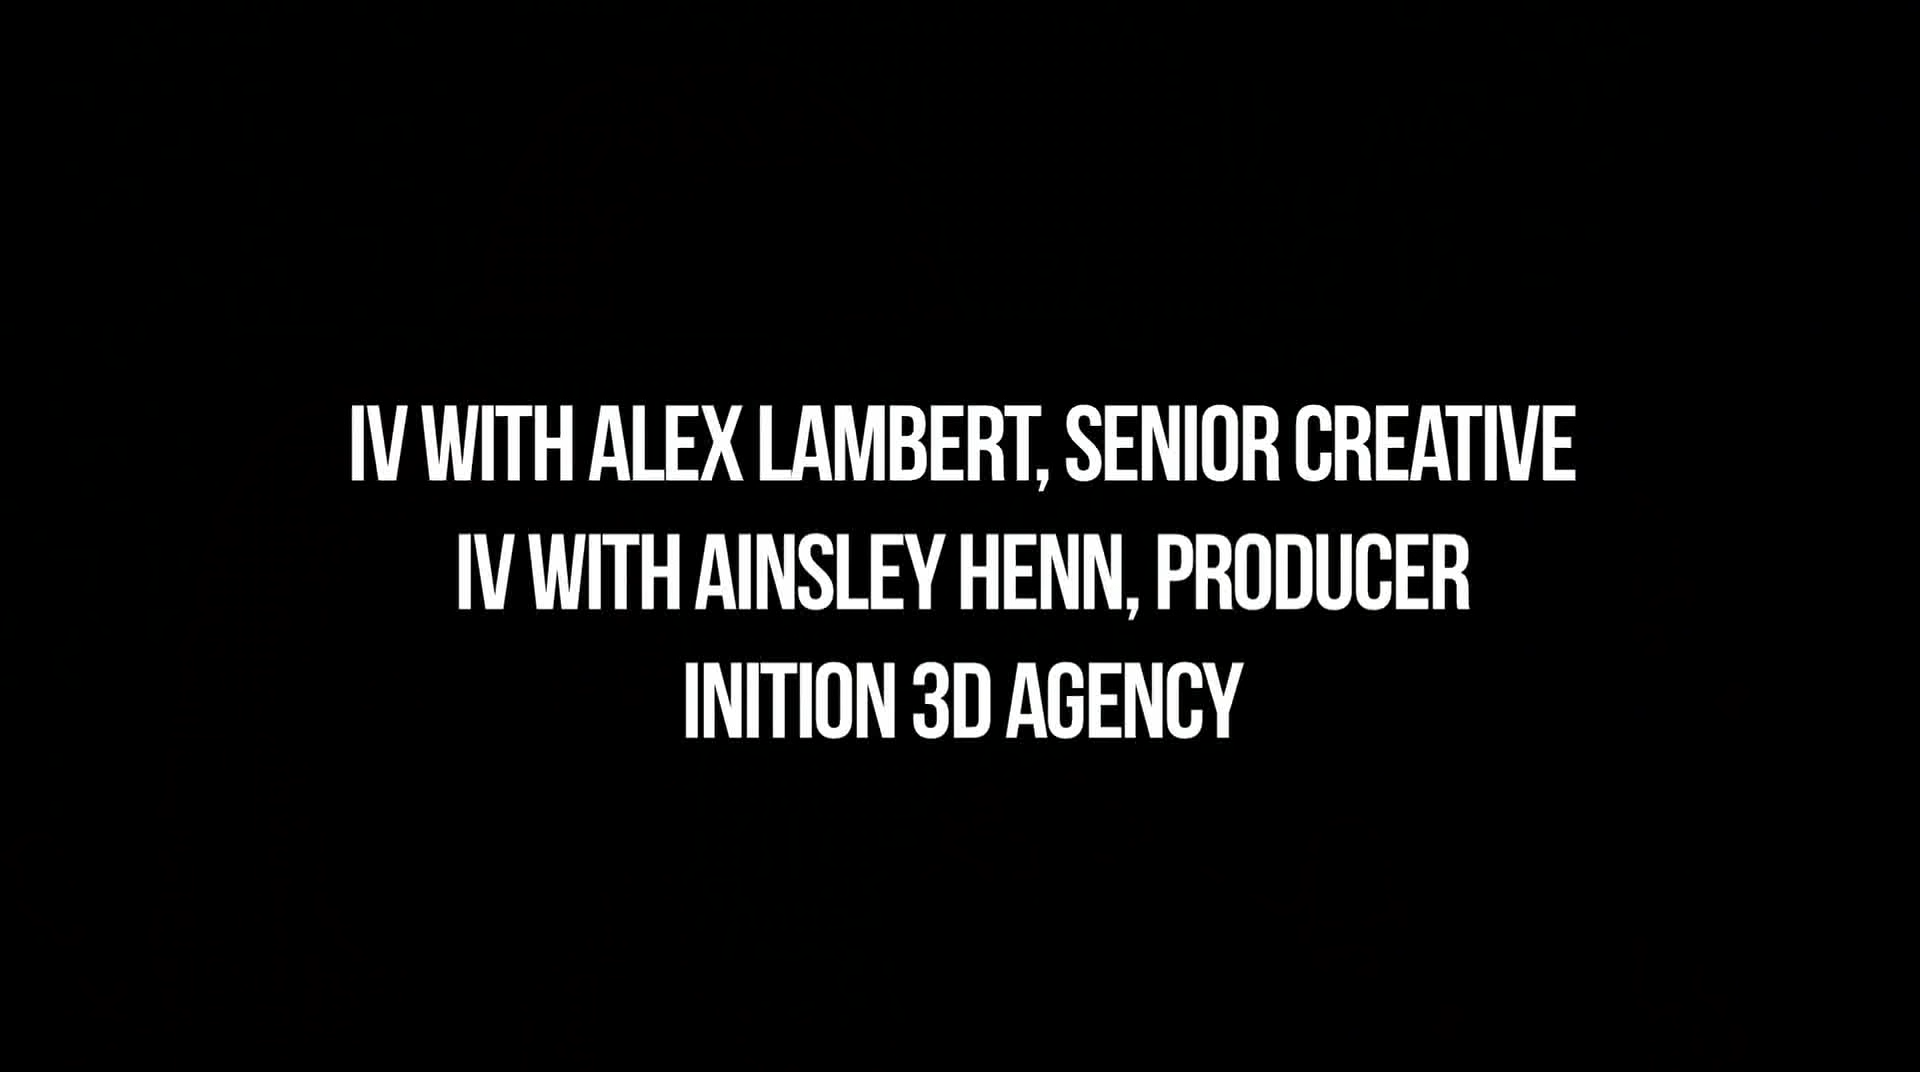 IV WITH ALEX LAMBERT, SENIOR CREATIVE
IV WITH AINSLEY HENN, PRODUCER
INITION 3D AGENCY